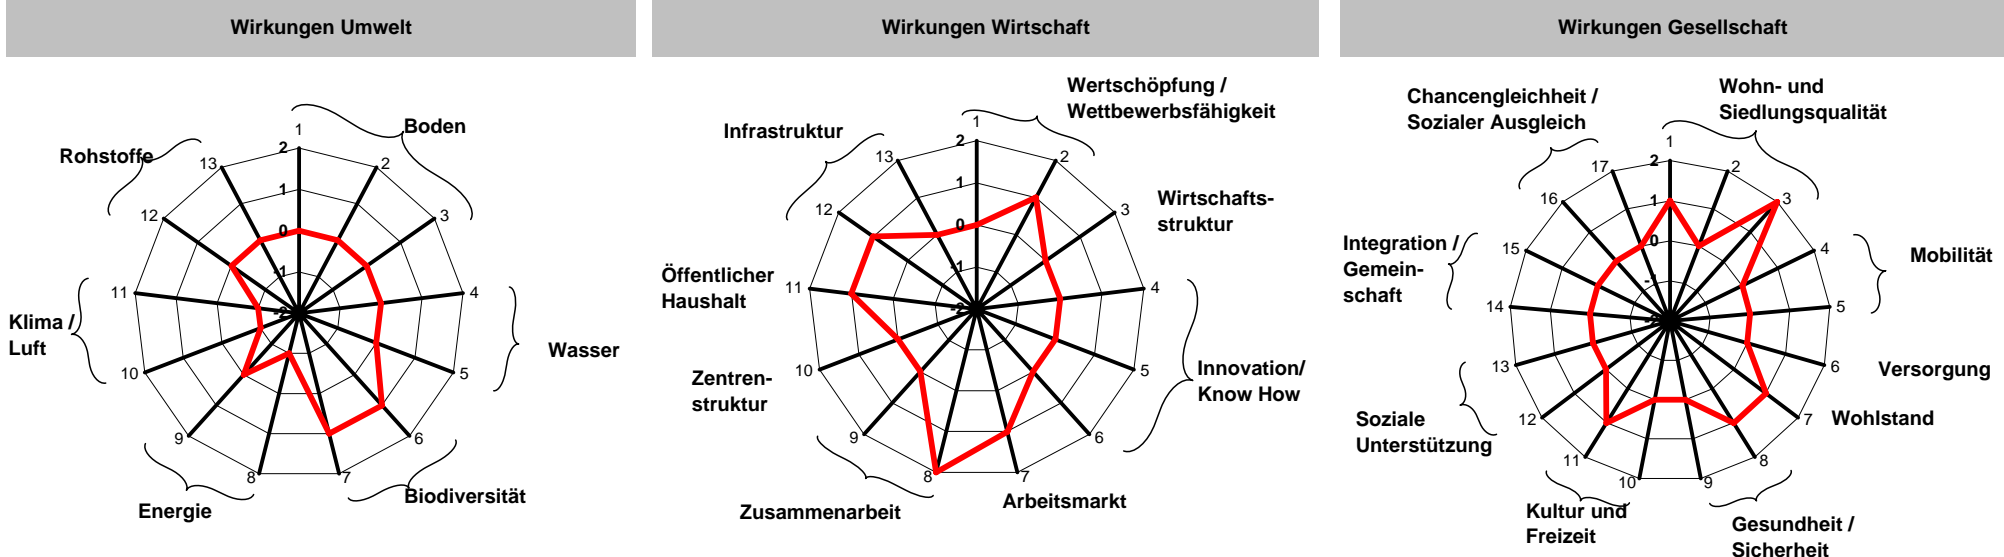 Wirkungen Umwelt
Boden
Rohstoffe
Klima /
Luft
Wasser
Energie
Biodiversität
1
2
3
4
5
6
7
8
9
10
11
12
13
2
1
0
-1
-2
Wirkungen Wirtschaft
Wertschöpfung /
Wettbewerbsfähigkeit
Infrastruktur
Wirtschafts-
struktur
Öffentlicher
Haushalt
Innovation/
Know How
Zentren-
struktur
Arbeitsmarkt
Zusammenarbeit
1
2
3
4
5
6
7
8
9
10
11
12
13
2
1
0
-1
-2
Wirkungen Gesellschaft
Wohn- und
Siedlungsqualität
Chancengleichheit /
Sozialer Ausgleich
Integration /
Gemein-
schaft
Mobilität
Versorgung
Wohlstand
Soziale
Unterstützung
Kultur und
Freizeit
Gesundheit /
Sicherheit
1
2
3
4
5
6
7
8
9
10
11
12
13
14
15
16
17
2
1
0
-1
-2